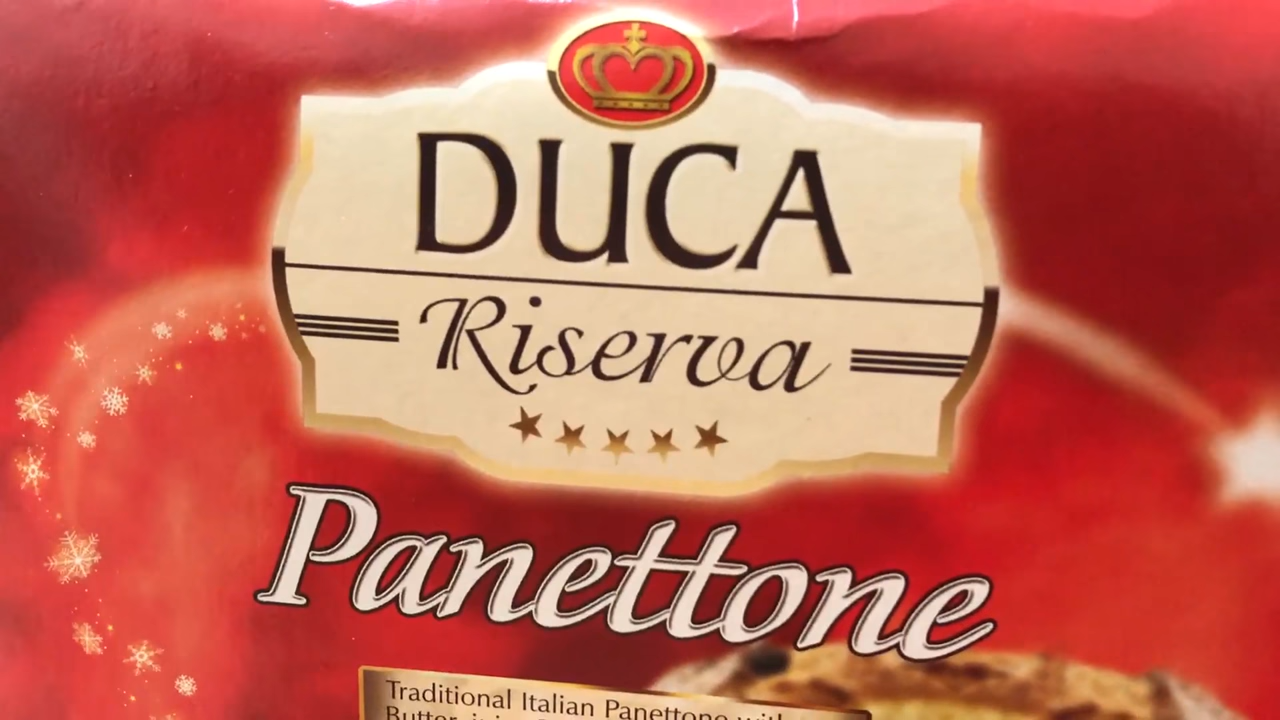 DUCA
Riserva
Panettone
Traditional Italian Panettone with
Butter